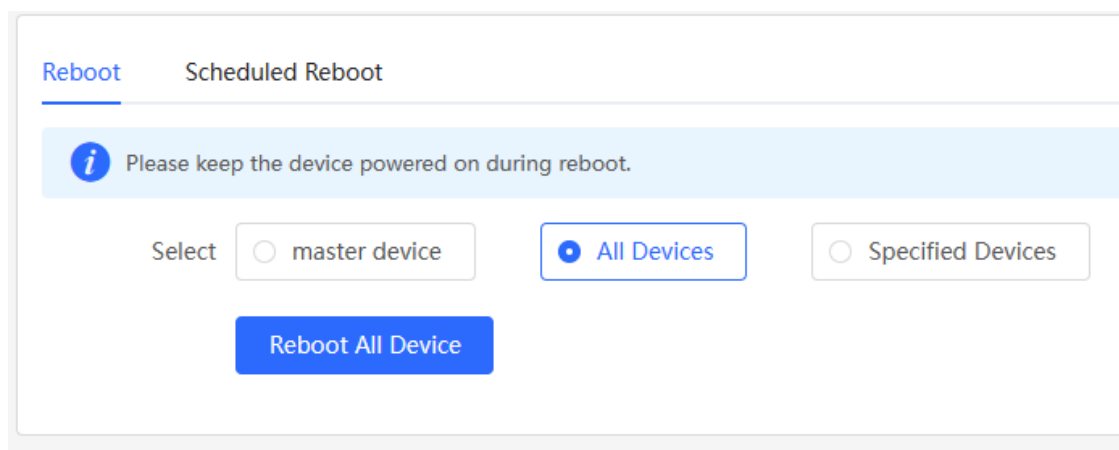 Reboot Scheduled Reboot
Please keep the device powered on during reboot.
Select master device All Devices Specified Devices
Reboot All Device